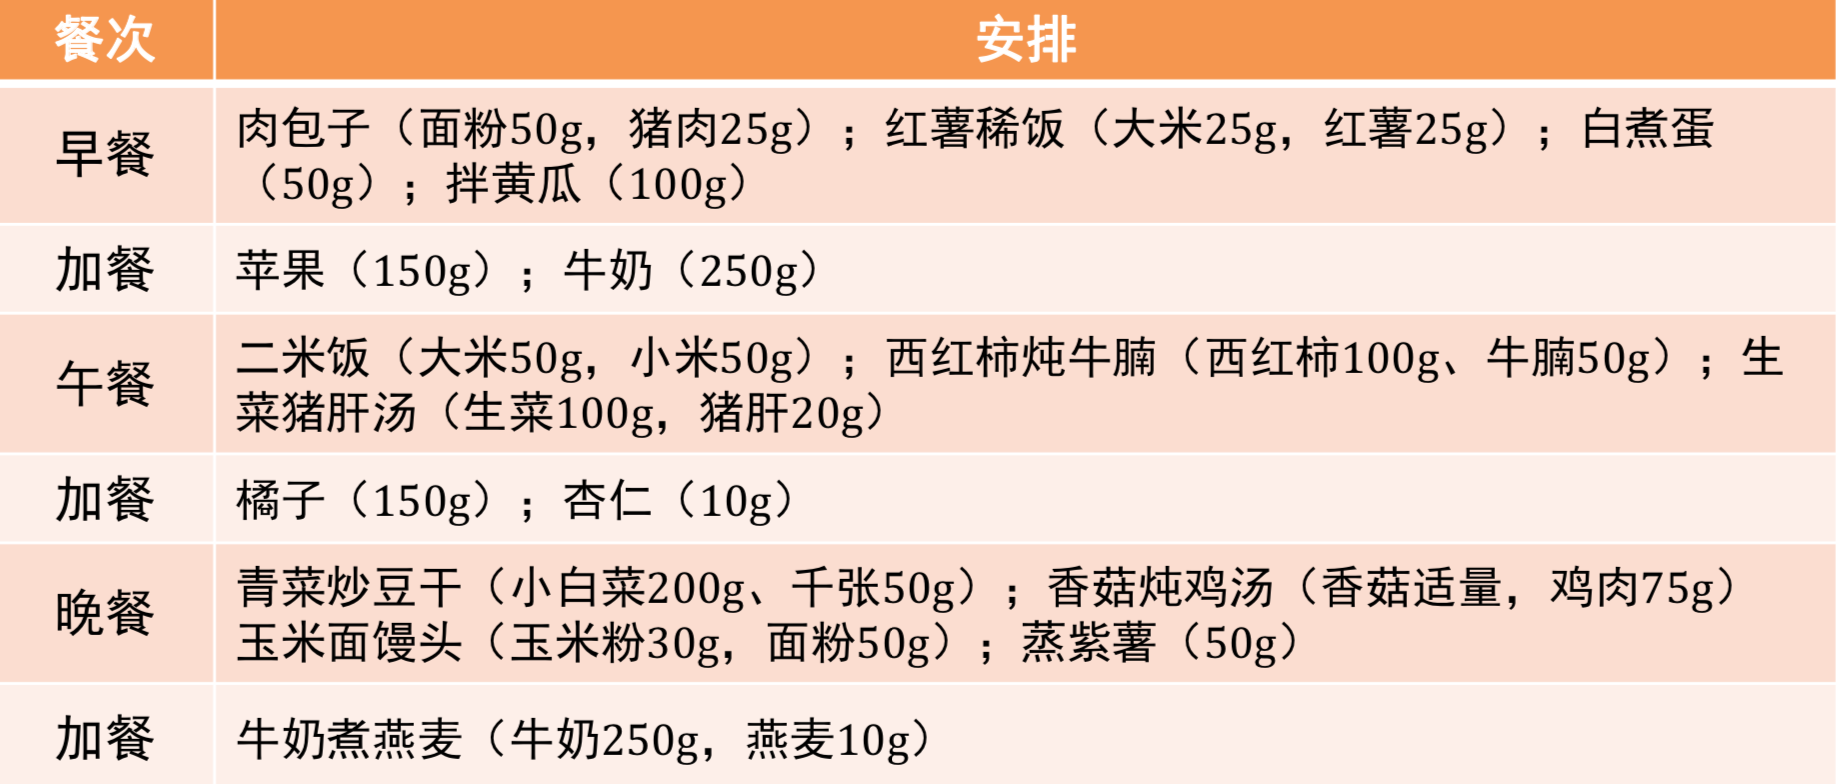 餐次 安排
早餐
肉包子（面粉50g，猪肉25g）；红薯稀饭（大米25g，红薯25g）；白煮蛋
（50g）；拌黄瓜（100g）
加餐
苹果（150g）；牛奶（250g）
午餐
二米饭（大米50g，小米50g）；西红柿炖牛腩（西红柿100g、牛腩50g）；生
菜猪肝汤（生菜100g，猪肝20g）
加餐
橘子（150g）；杏仁（10g）
晚餐
青菜炒豆干（小白菜200g、千张50g）；香菇炖鸡汤（香菇适量，鸡肉75g）
玉米面馒头（玉米粉30g，面粉50g）；蒸紫薯（50g）
加餐
牛奶煮燕麦（牛奶250g，燕麦10g）